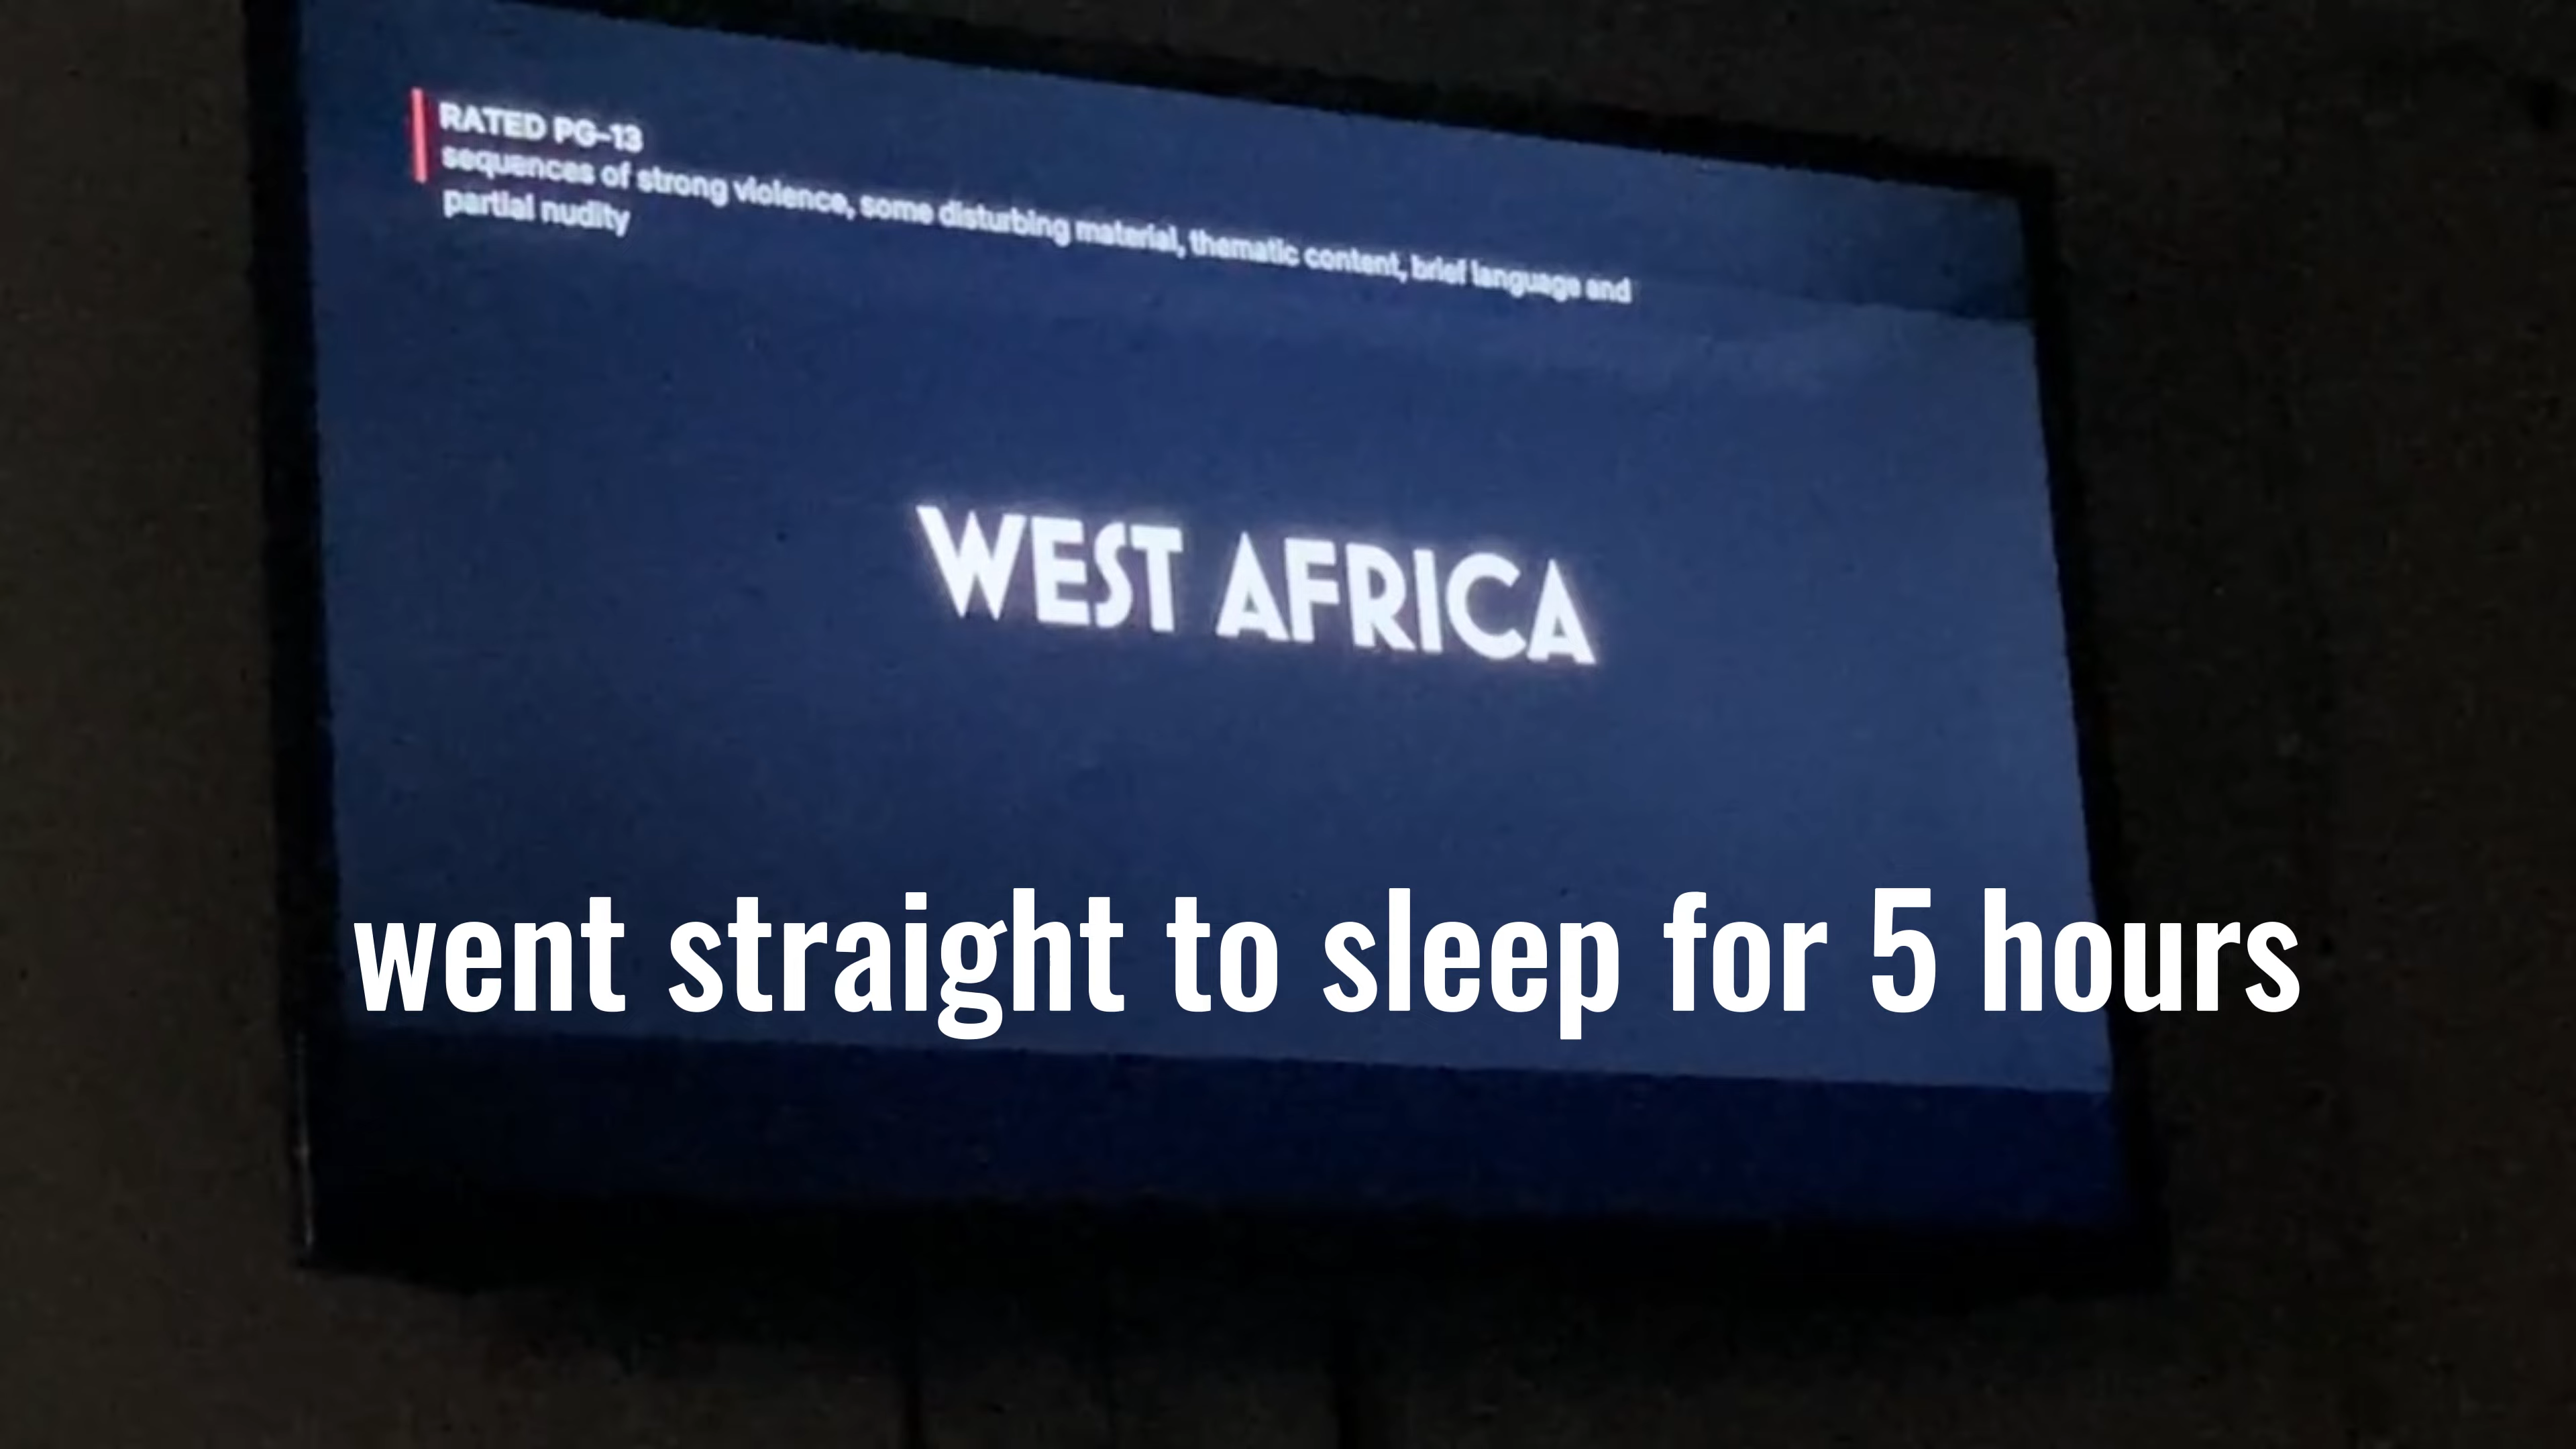 RATED PG-13
sequences of strong violence, some disturbing material, thematic content, brief language and
partial nudity
WEST AFRICA
went straight to sleep for 5 hours